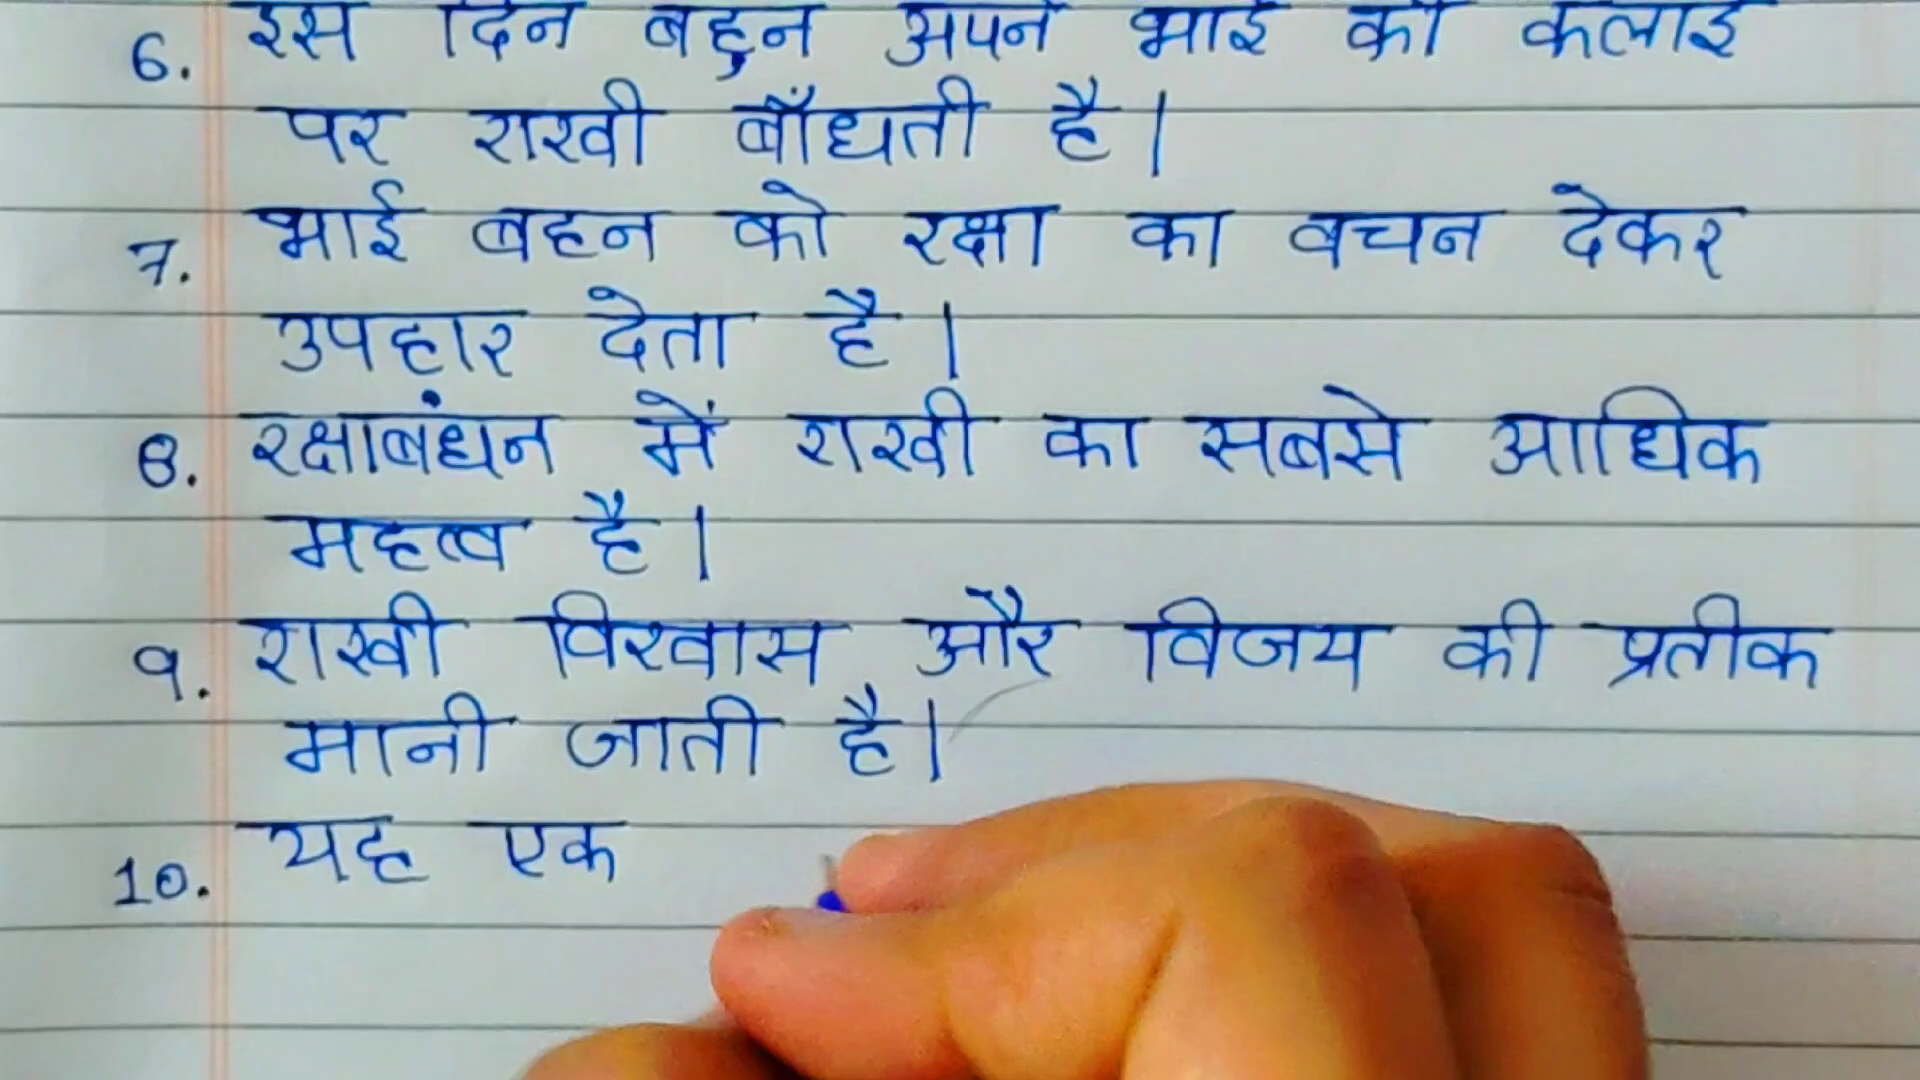 6. इस दिन बहन अपने भाई की कलाई
पर राखी बाँधती है।
7. भाई बहन को रक्षा का वचन देकर
उपहार देता है।
8. रक्षाबंधन में राखी का सबसे अधिक
महत्व है।
9. राखी विश्वास और विजय की प्रतीक
मानी जाती है।
10. यह एक